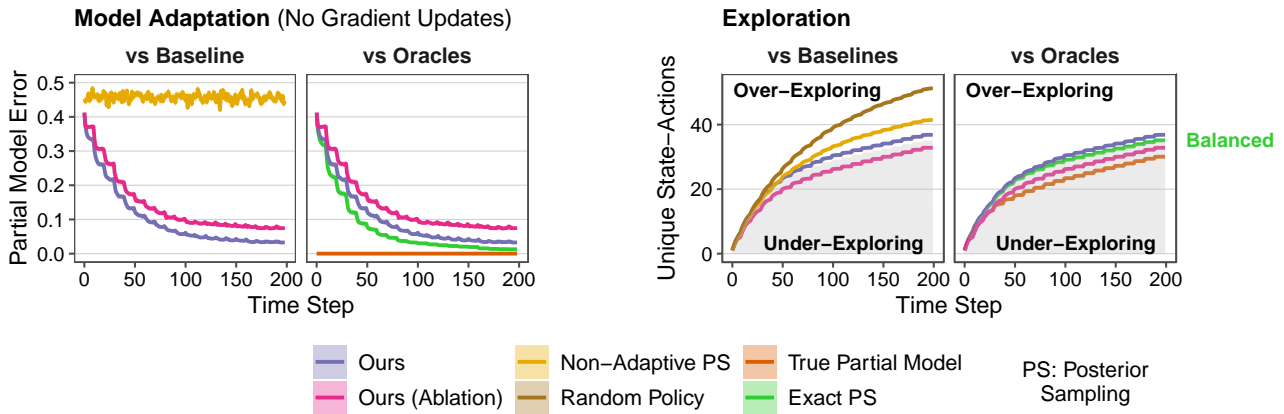 Model Adaptation (No Gradient Updates)
vs Baseline
vs Oracles
Partial Model Error
0.5
0.4
0.3
0.2
0.1
0.0
0 50 100 150 200
0 50 100 150 200
Time Step
Exploration
vs Baselines
vs Oracles
Unique State−Actions
40
20
0
Over−Exploring
Under−Exploring
Over−Exploring
Under−Exploring
Balanced
0 50 100 150 200
0 50 100 150 200
Time Step
Ours
Non−Adaptive PS
True Partial Model
Ours (Ablation)
Random Policy
Exact PS
PS: Posterior
Sampling